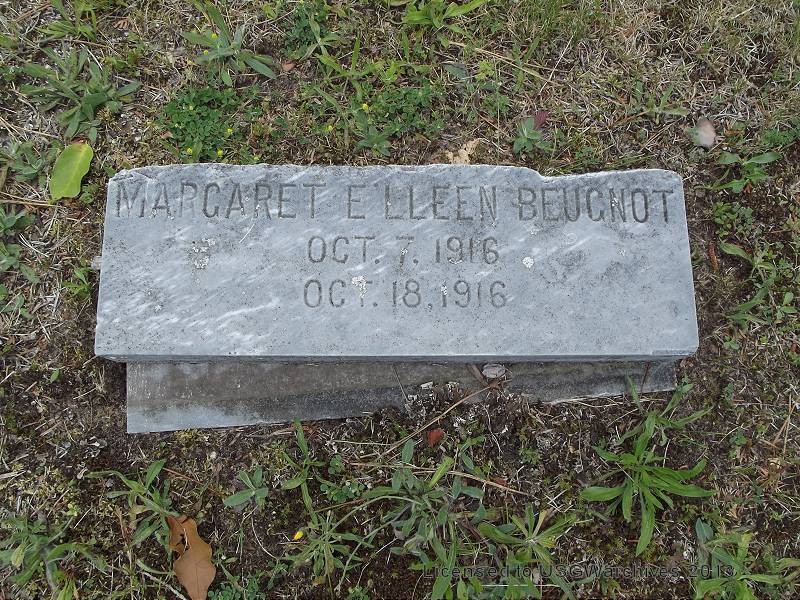 MARGARET ELLEEN BEUGNOT
OCT. 7, 1916
OCT. 18, 1916
Licensed to USGWarchives 2013